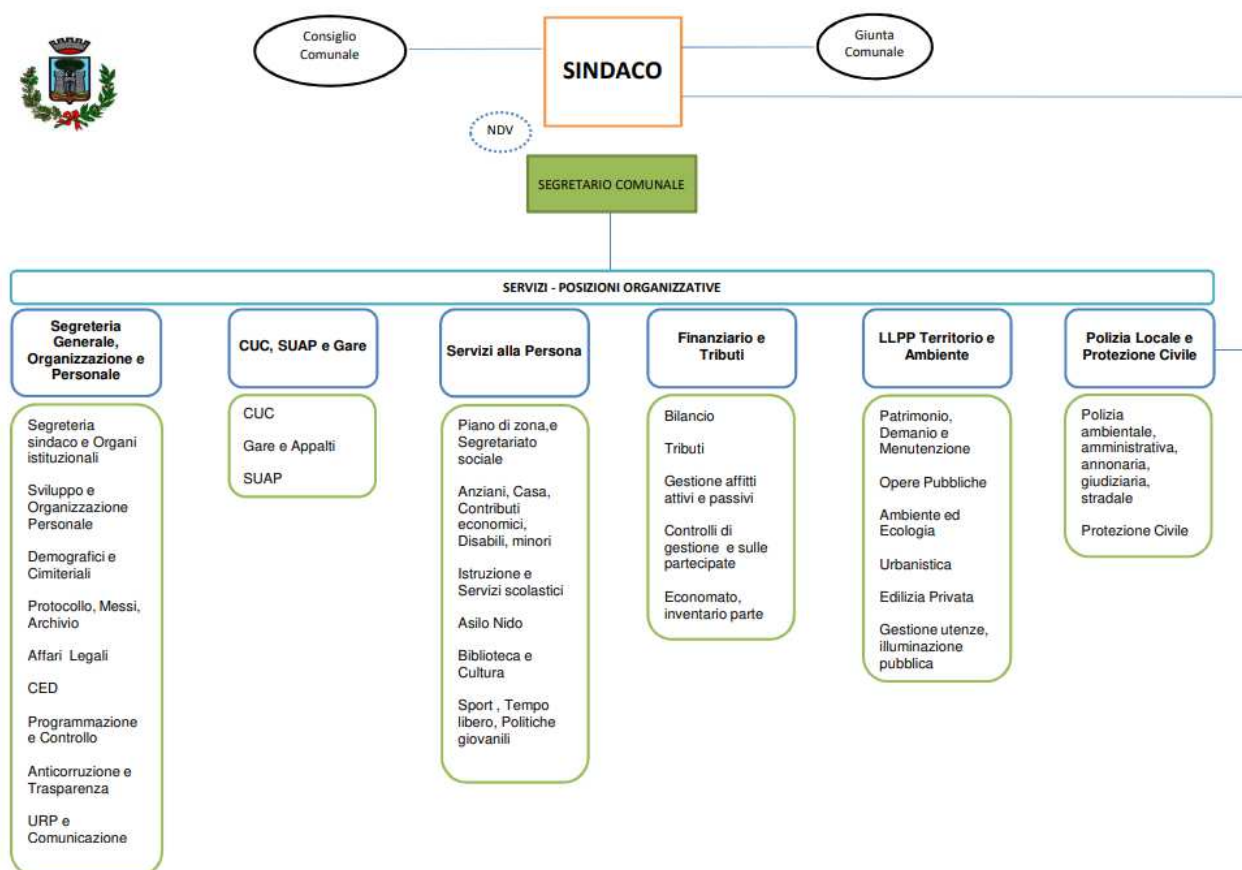 Consiglio
Comunale
SINDACO
Giunta
Comunale
NDV
SEGRETARIO COMUNALE
SERVIZI - POSIZIONI ORGANIZZATIVE
Segreteria
Generale,
Organizzazione e
Personale
CUC, SUAP e Gare
Servizi alla Persona
Finanziario e
Tributi
LLPP Territorio e
Ambiente
Polizia Locale e
Protezione Civile
Segreteria
sindaco e Organi
istituzionali
Sviluppo e
Organizzazione
Personale
Demografici e
Cimiteriali
Protocollo, Messi,
Archivio
Affari Legali
CED
Programmazione
e Controllo
Anticorruzione e
Trasparenza
URP e
Comunicazione
CUC
Gare e Appalti
SUAP
Piano di zona,e
Segretariato
sociale
Anziani, Casa,
Contributi
economici,
Disabili, minori
Istruzione e
Servizi scolastici
Asilo Nido
Biblioteca e
Cultura
Sport , Tempo
libero, Politiche
giovanili
Bilancio
Tributi
Gestione affitti
attivi e passivi
Controlli di
gestione e sulle
partecipate
Economato,
inventario parte
Patrimonio,
Demanio e
Menutenzione
Opere Pubbliche
Ambiente ed
Ecologia
Urbanistica
Edilizia Privata
Gestione utenze,
illuminazione
pubblica
Polizia
ambientale,
amministrativa,
annonaria,
giudiziaria,
stradale
Protezione Civile